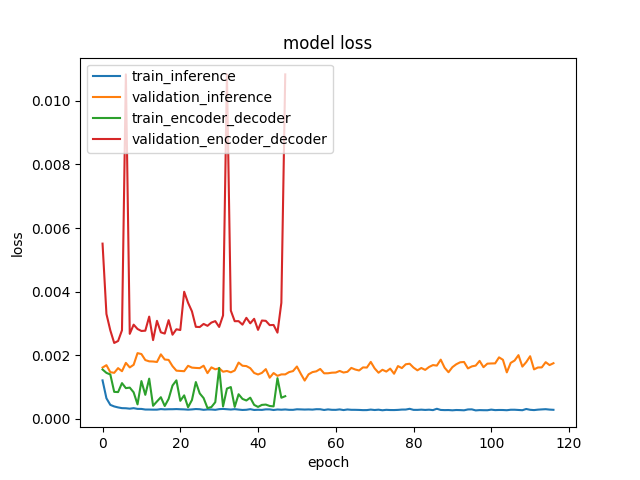 model loss
train_inference
validation_inference
train_encoder_decoder
validation_encoder_decoder
0.010
0.008
0.006
0.004
0.002
0.000
loss
0 20 40 60 80 100 120
epoch